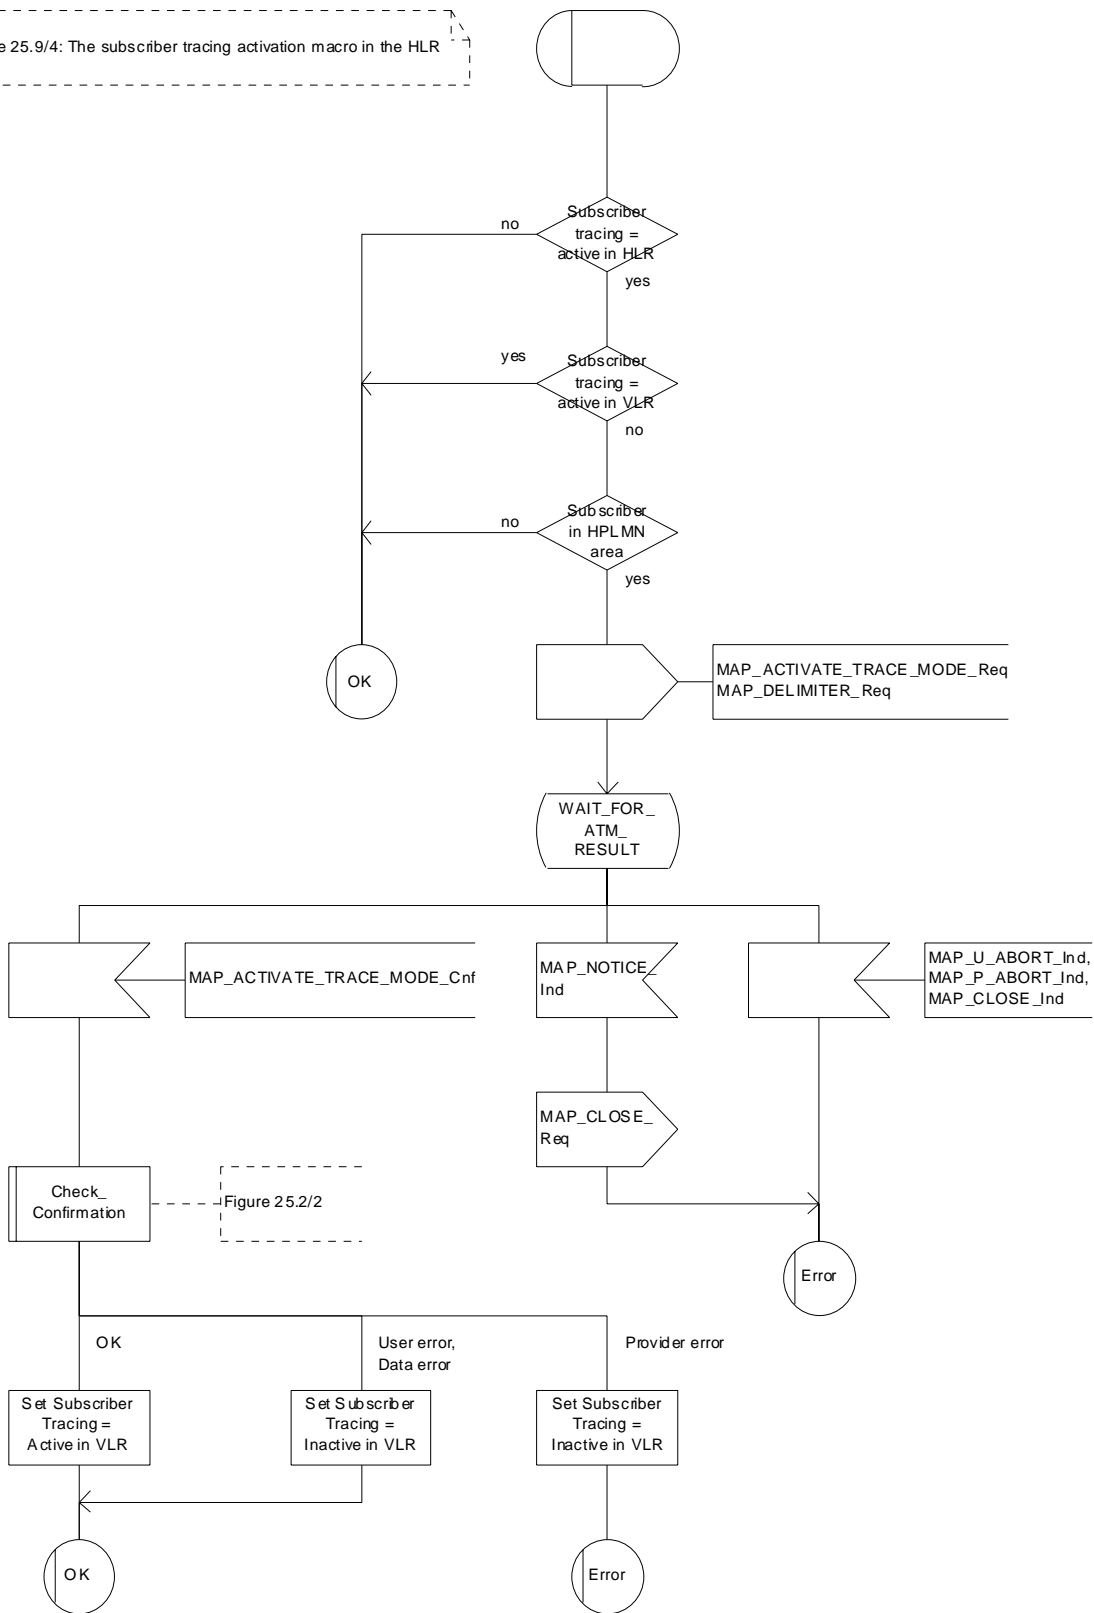 e 25.9/4: The subscriber tracing activation macro in the HLR
Subscriber
tracing =
active in HLR
no
yes
Subscriber
tracing =
active in VLR
yes
no
Subscriber
in HPLMN
area
no
yes
OK
MAP_ACTIVATE_TRACE_MODE_Req
MAP_DELIMITER_Req
WAIT_FOR_
ATM_
RESULT
MAP_ACTIVATE_TRACE_MODE_Cnf
MAP_NOTICE_
Ind
MAP_U_ABORT_Ind,
MAP_P_ABORT_Ind,
MAP_CLOSE_Ind
MAP_CLOSE_
Req
Check_
Confirmation
Figure 25.2/2
Error
OK
User error,
Data error
Provider error
Set Subscriber
Tracing =
Active in VLR
Set Subscriber
Tracing =
Inactive in VLR
Set Subscriber
Tracing =
Inactive in VLR
OK
Error